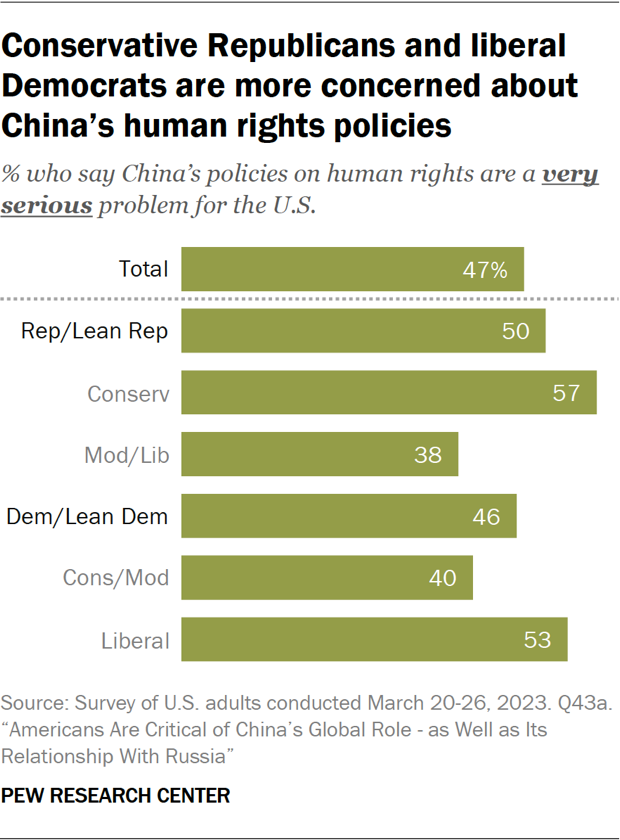 Conservative Republicans and liberal
Democrats are more concerned about
China’s human rights policies
% who say China’s policies on human rights are a very
serious problem for the U.S.
Total 47%
Rep/Lean Rep 50
Conserv 57
Mod/Lib 38
Dem/Lean Dem 46
Cons/Mod 40
Liberal 53
Source: Survey of U.S. adults conducted March 20-26, 2023. Q43a.
“Americans Are Critical of China’s Global Role - as Well as Its
Relationship With Russia”
PEW RESEARCH CENTER